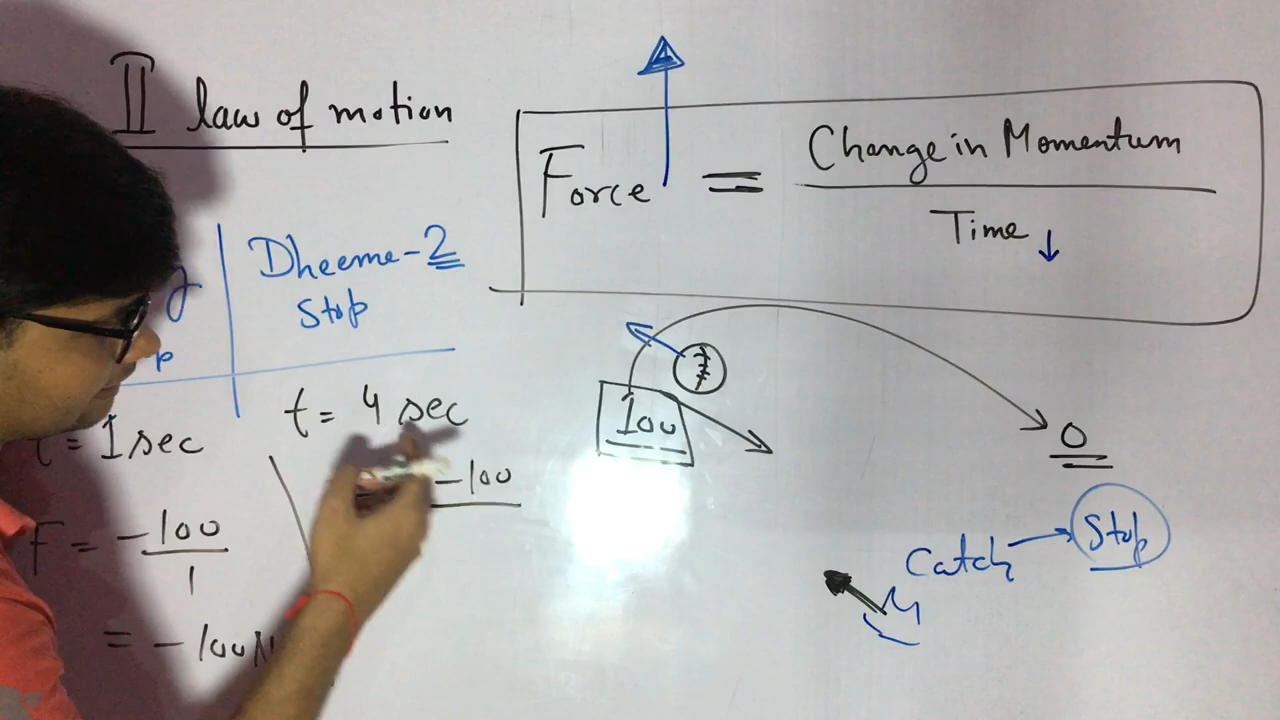 II law of motion
Force = Change in Momentum
Time ↓
Dheeme-2
Stop
t = 1 sec
t = 4 sec
F = -100
1
= -100N
-100
100
0
Catch → Stop